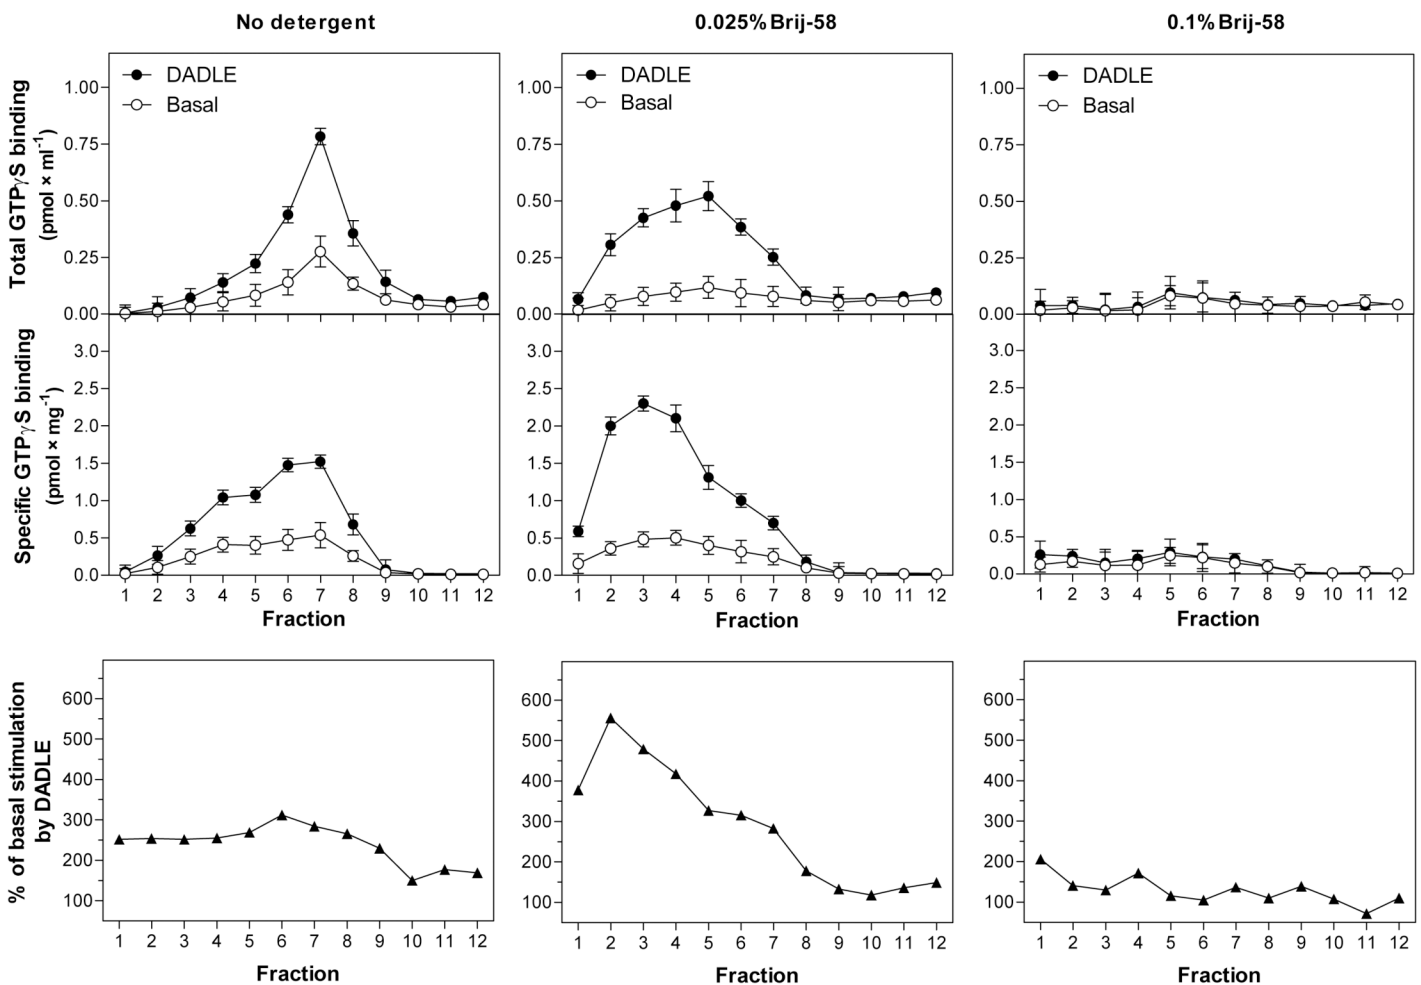 No detergent
0.025% Brij-58
0.1% Brij-58
Total GTPγS binding
(pmol × ml⁻¹)
1.00
0.75
0.50
0.25
0.00
DADLE
Basal
1.00
0.75
0.50
0.25
0.00
DADLE
Basal
1.00
0.75
0.50
0.25
0.00
DADLE
Basal
Specific GTPγS binding
(pmol × mg⁻¹)
3.0
2.5
2.0
1.5
1.0
0.5
0.0
1 2 3 4 5 6 7 8 9 10 11 12
Fraction
3.0
2.5
2.0
1.5
1.0
0.5
0.0
1 2 3 4 5 6 7 8 9 10 11 12
Fraction
3.0
2.5
2.0
1.5
1.0
0.5
0.0
1 2 3 4 5 6 7 8 9 10 11 12
Fraction
% of basal stimulation
by DADLE
600
500
400
300
200
100
1 2 3 4 5 6 7 8 9 10 11 12
Fraction
600
500
400
300
200
100
1 2 3 4 5 6 7 8 9 10 11 12
Fraction
600
500
400
300
200
100
1 2 3 4 5 6 7 8 9 10 11 12
Fraction